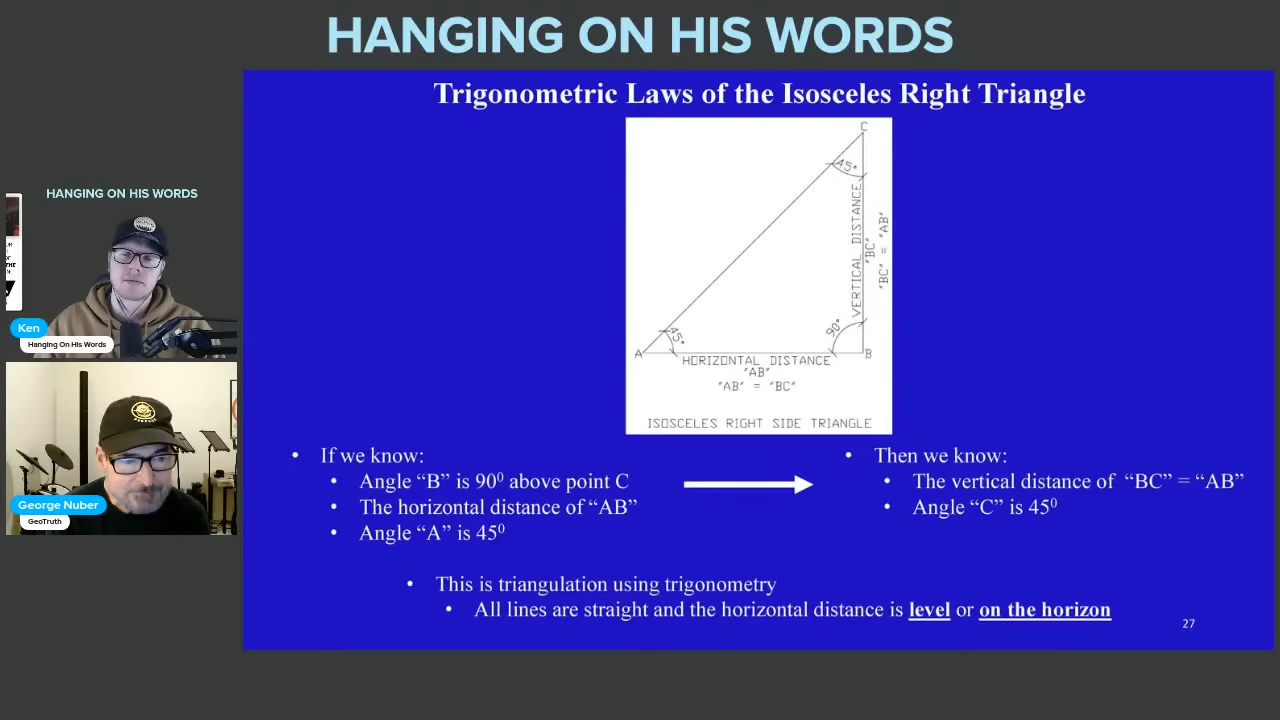 HANGING ON HIS WORDS
Trigonometric Laws of the Isosceles Right Triangle
C
45°
VERTICAL DISTANCE
"BC"
"BC" = "AB"
90°
45°
A
B
HORIZONTAL DISTANCE
"AB"
"AB" = "BC"
ISOSCELES RIGHT SIDE TRIANGLE
• If we know:
• Angle “B” is 90⁰ above point C
• The horizontal distance of “AB”
• Angle “A” is 45⁰
• Then we know:
• The vertical distance of “BC” = “AB”
• Angle “C” is 45⁰
• This is triangulation using trigonometry
• All lines are straight and the horizontal distance is level or on the horizon
27
HANGING ON HIS WORDS
Ken
Hanging On His Words
George Nuber
GeoTruth